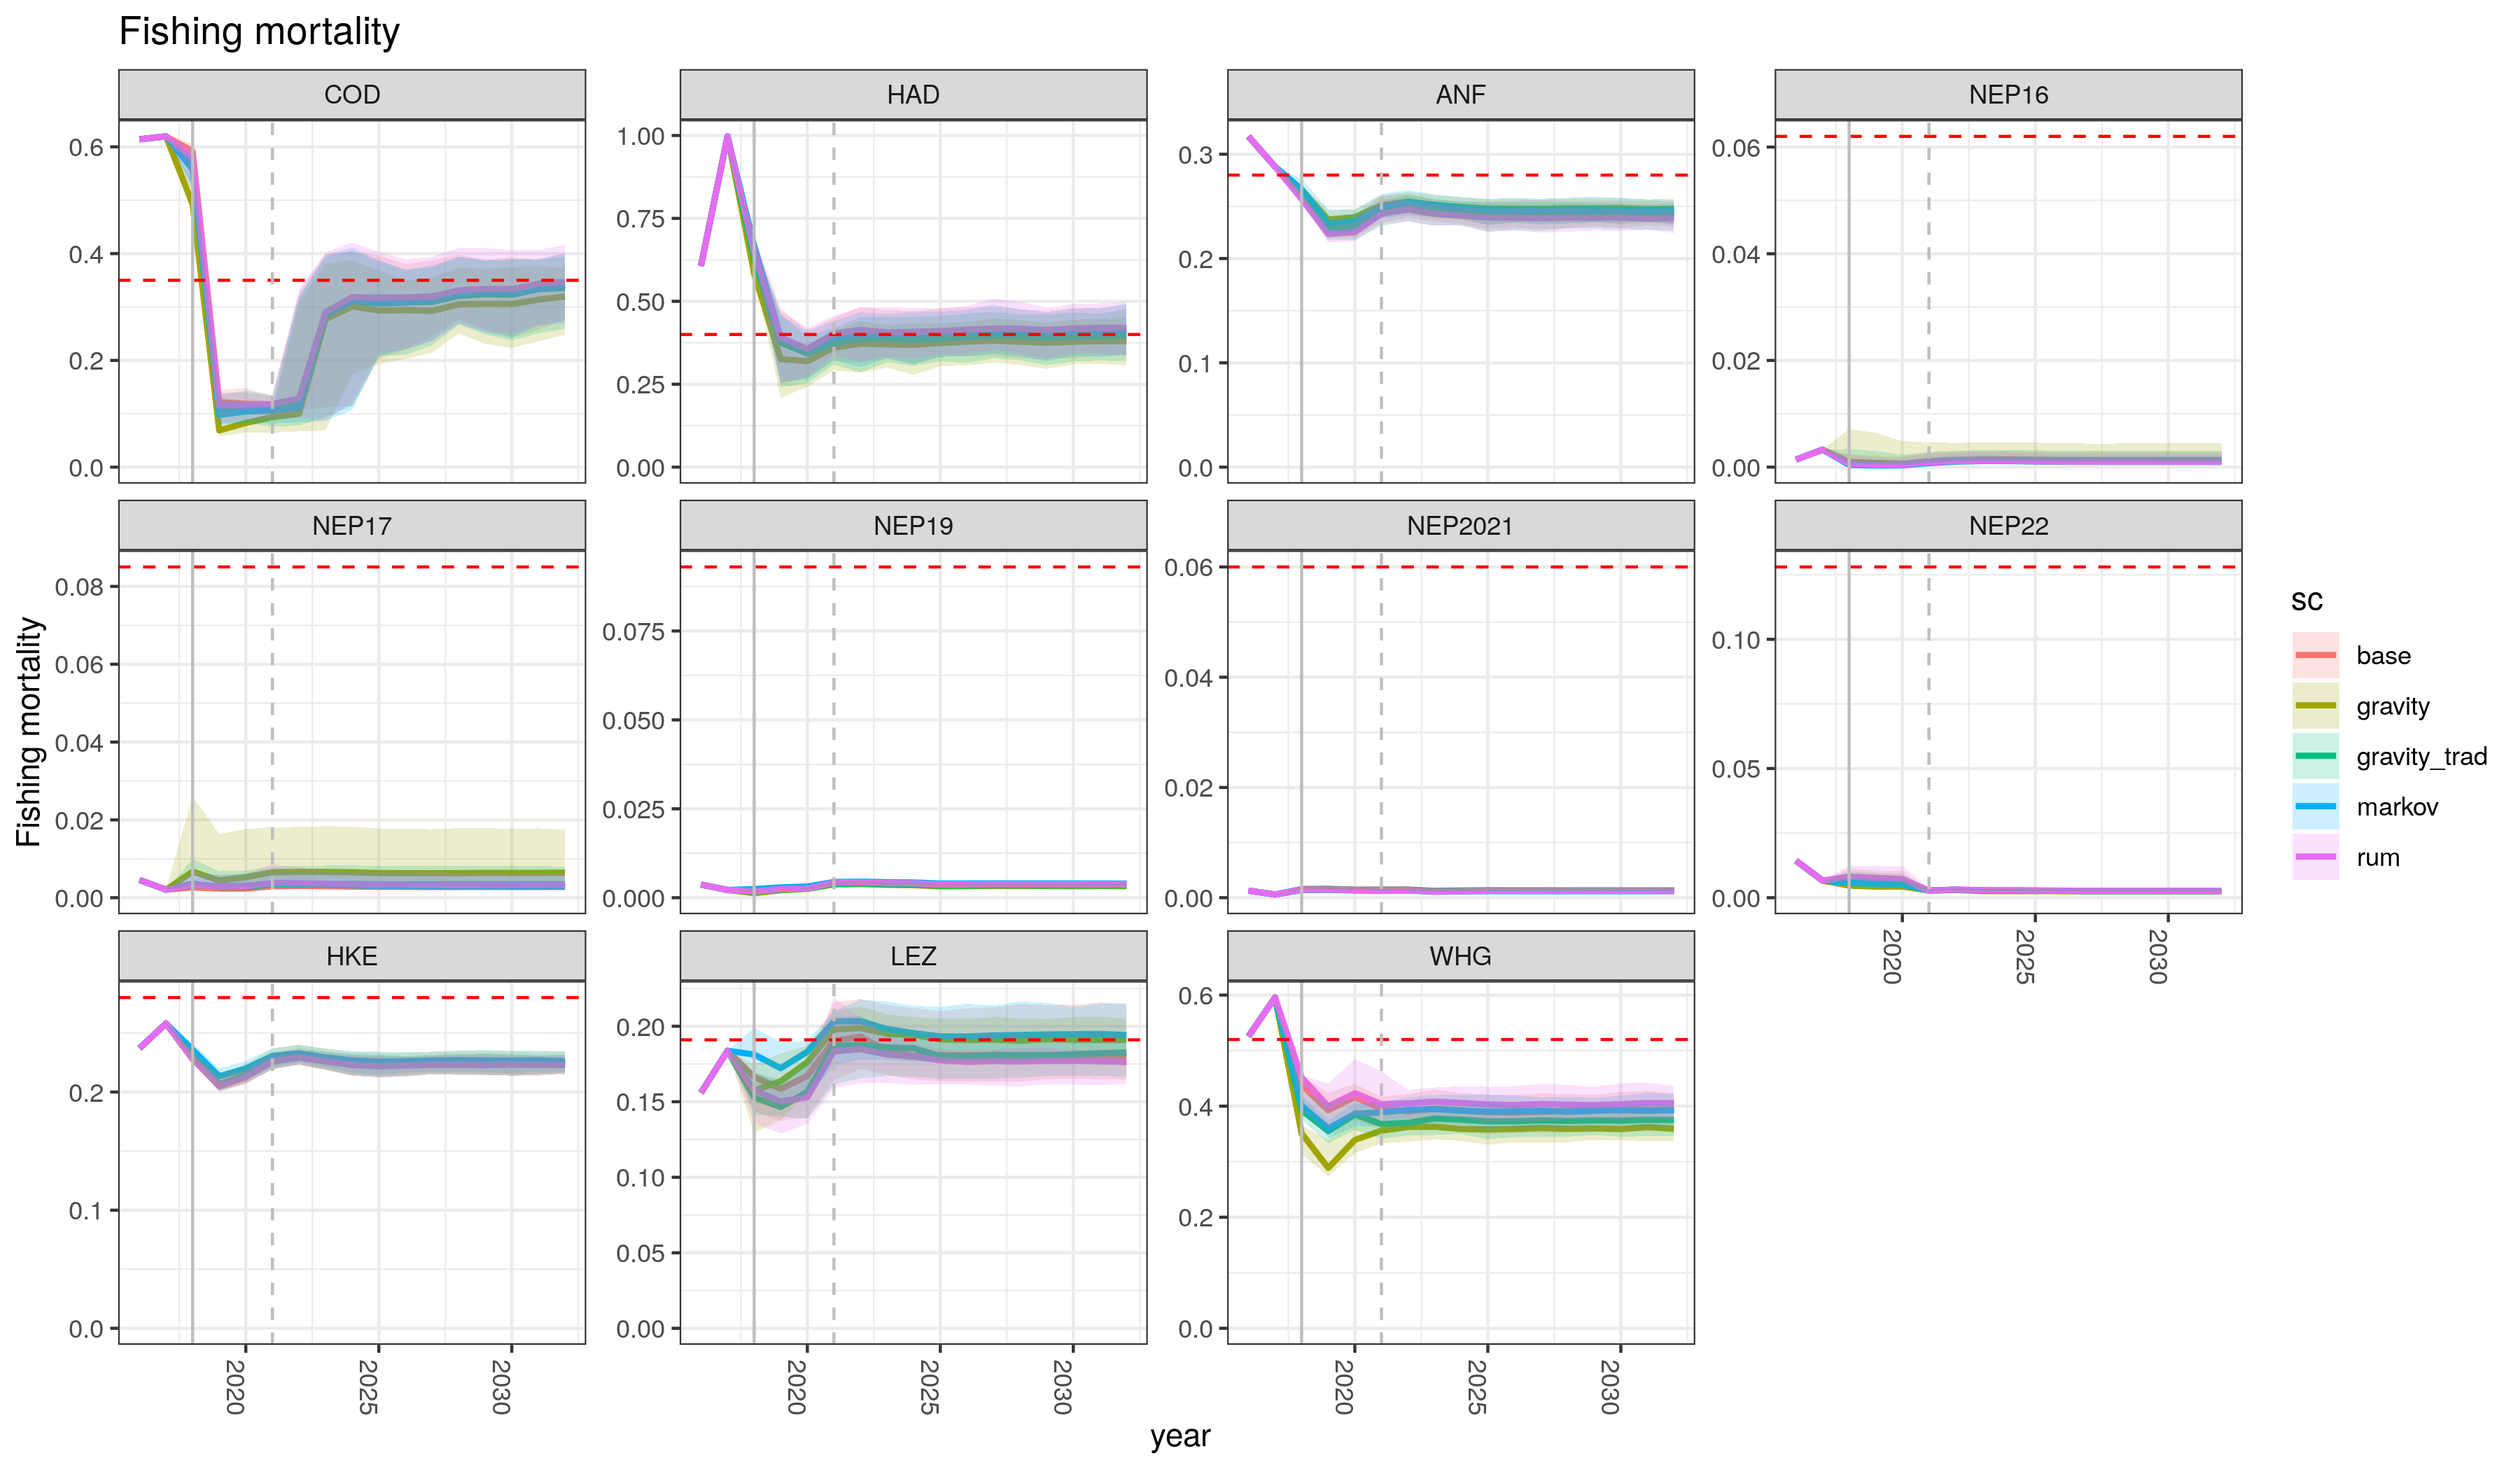 Fishing mortality
COD HAD ANF NEP16
0.6
0.4
0.2
0.0
1.00
0.75
0.50
0.25
0.00
0.3
0.2
0.1
0.0
0.06
0.04
0.02
0.00
NEP17 NEP19 NEP2021 NEP22
0.08
0.06
0.04
0.02
0.00
0.075
0.050
0.025
0.000
0.06
0.04
0.02
0.00
0.10
0.05
0.00
2020 2025 2030
HKE LEZ WHG
0.2
0.1
0.0
0.20
0.15
0.10
0.05
0.00
0.6
0.4
0.2
0.0
2020 2025 2030
2020 2025 2030
2020 2025 2030
Fishing mortality
year
sc
base
gravity
gravity_trad
markov
rum